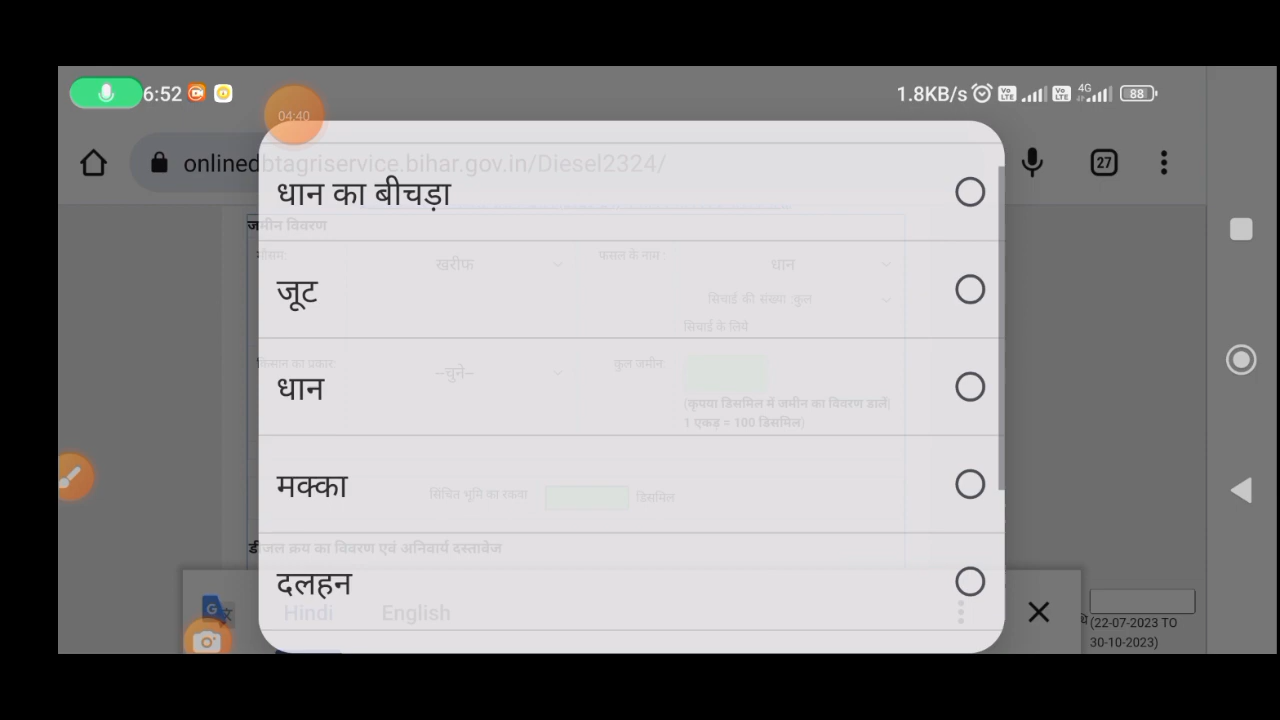 6:52
1.8KB/s
4G
88
04:40
onlinedbtagriservice.bihar.gov.in/Diesel2324/
27
जमीन विवरण
मौसम:
खरीफ
फसल के नाम :
धान
सिंचाई की संख्या :कुल
सिंचाई के लिये
किसान का प्रकार:
--चुने--
कुल जमीन:
(कृपया डिसमिल में जमीन का विवरण डालें|
1 एकड़ = 100 डिसमिल)
सिंचित भूमि का रकवा
डिसमिल
डीजल क्रय का विवरण एवं अनिवार्य दस्तावेज
धान का बीचड़ा
जूट
धान
मक्का
दलहन
Hindi
English
(22-07-2023 TO
30-10-2023)